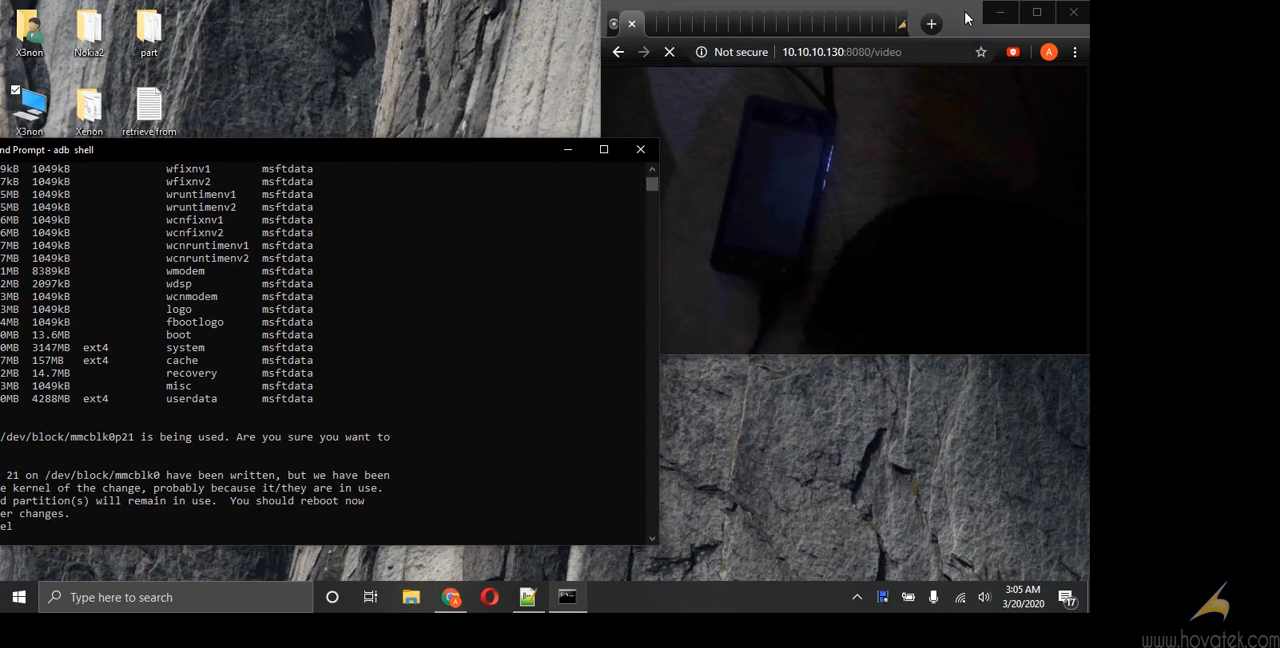 X3non
Nokia2
part
X3non
Xenon
retrieve from
Not secure
10.10.10.130:8080/video
A
nd Prompt - adb shell
9kB 1049kB wfixnv1 msftdata
7kB 1049kB wfixnv2 msftdata
5MB 1049kB wruntimenv1 msftdata
5MB 1049kB wruntimenv2 msftdata
6MB 1049kB wcnfixnv1 msftdata
6MB 1049kB wcnfixnv2 msftdata
7MB 1049kB wcnruntimenv1 msftdata
7MB 1049kB wcnruntimenv2 msftdata
1MB 8389kB wmodem msftdata
2MB 2097kB wdsp msftdata
3MB 1049kB wcnmodem msftdata
3MB 1049kB logo msftdata
4MB 1049kB fbootlogo msftdata
0MB 13.6MB boot msftdata
0MB 3147MB ext4 system msftdata
7MB 157MB ext4 cache msftdata
2MB 14.7MB recovery msftdata
3MB 1049kB misc msftdata
0MB 4288MB ext4 userdata msftdata
/dev/block/mmcblk0p21 is being used. Are you sure you want to
21 on /dev/block/mmcblk0 have been written, but we have been
e kernel of the change, probably because it/they are in use.
d partition(s) will remain in use.  You should reboot now
er changes.
el
Type here to search
3:05 AM
3/20/2020
17
www.hovatek.com